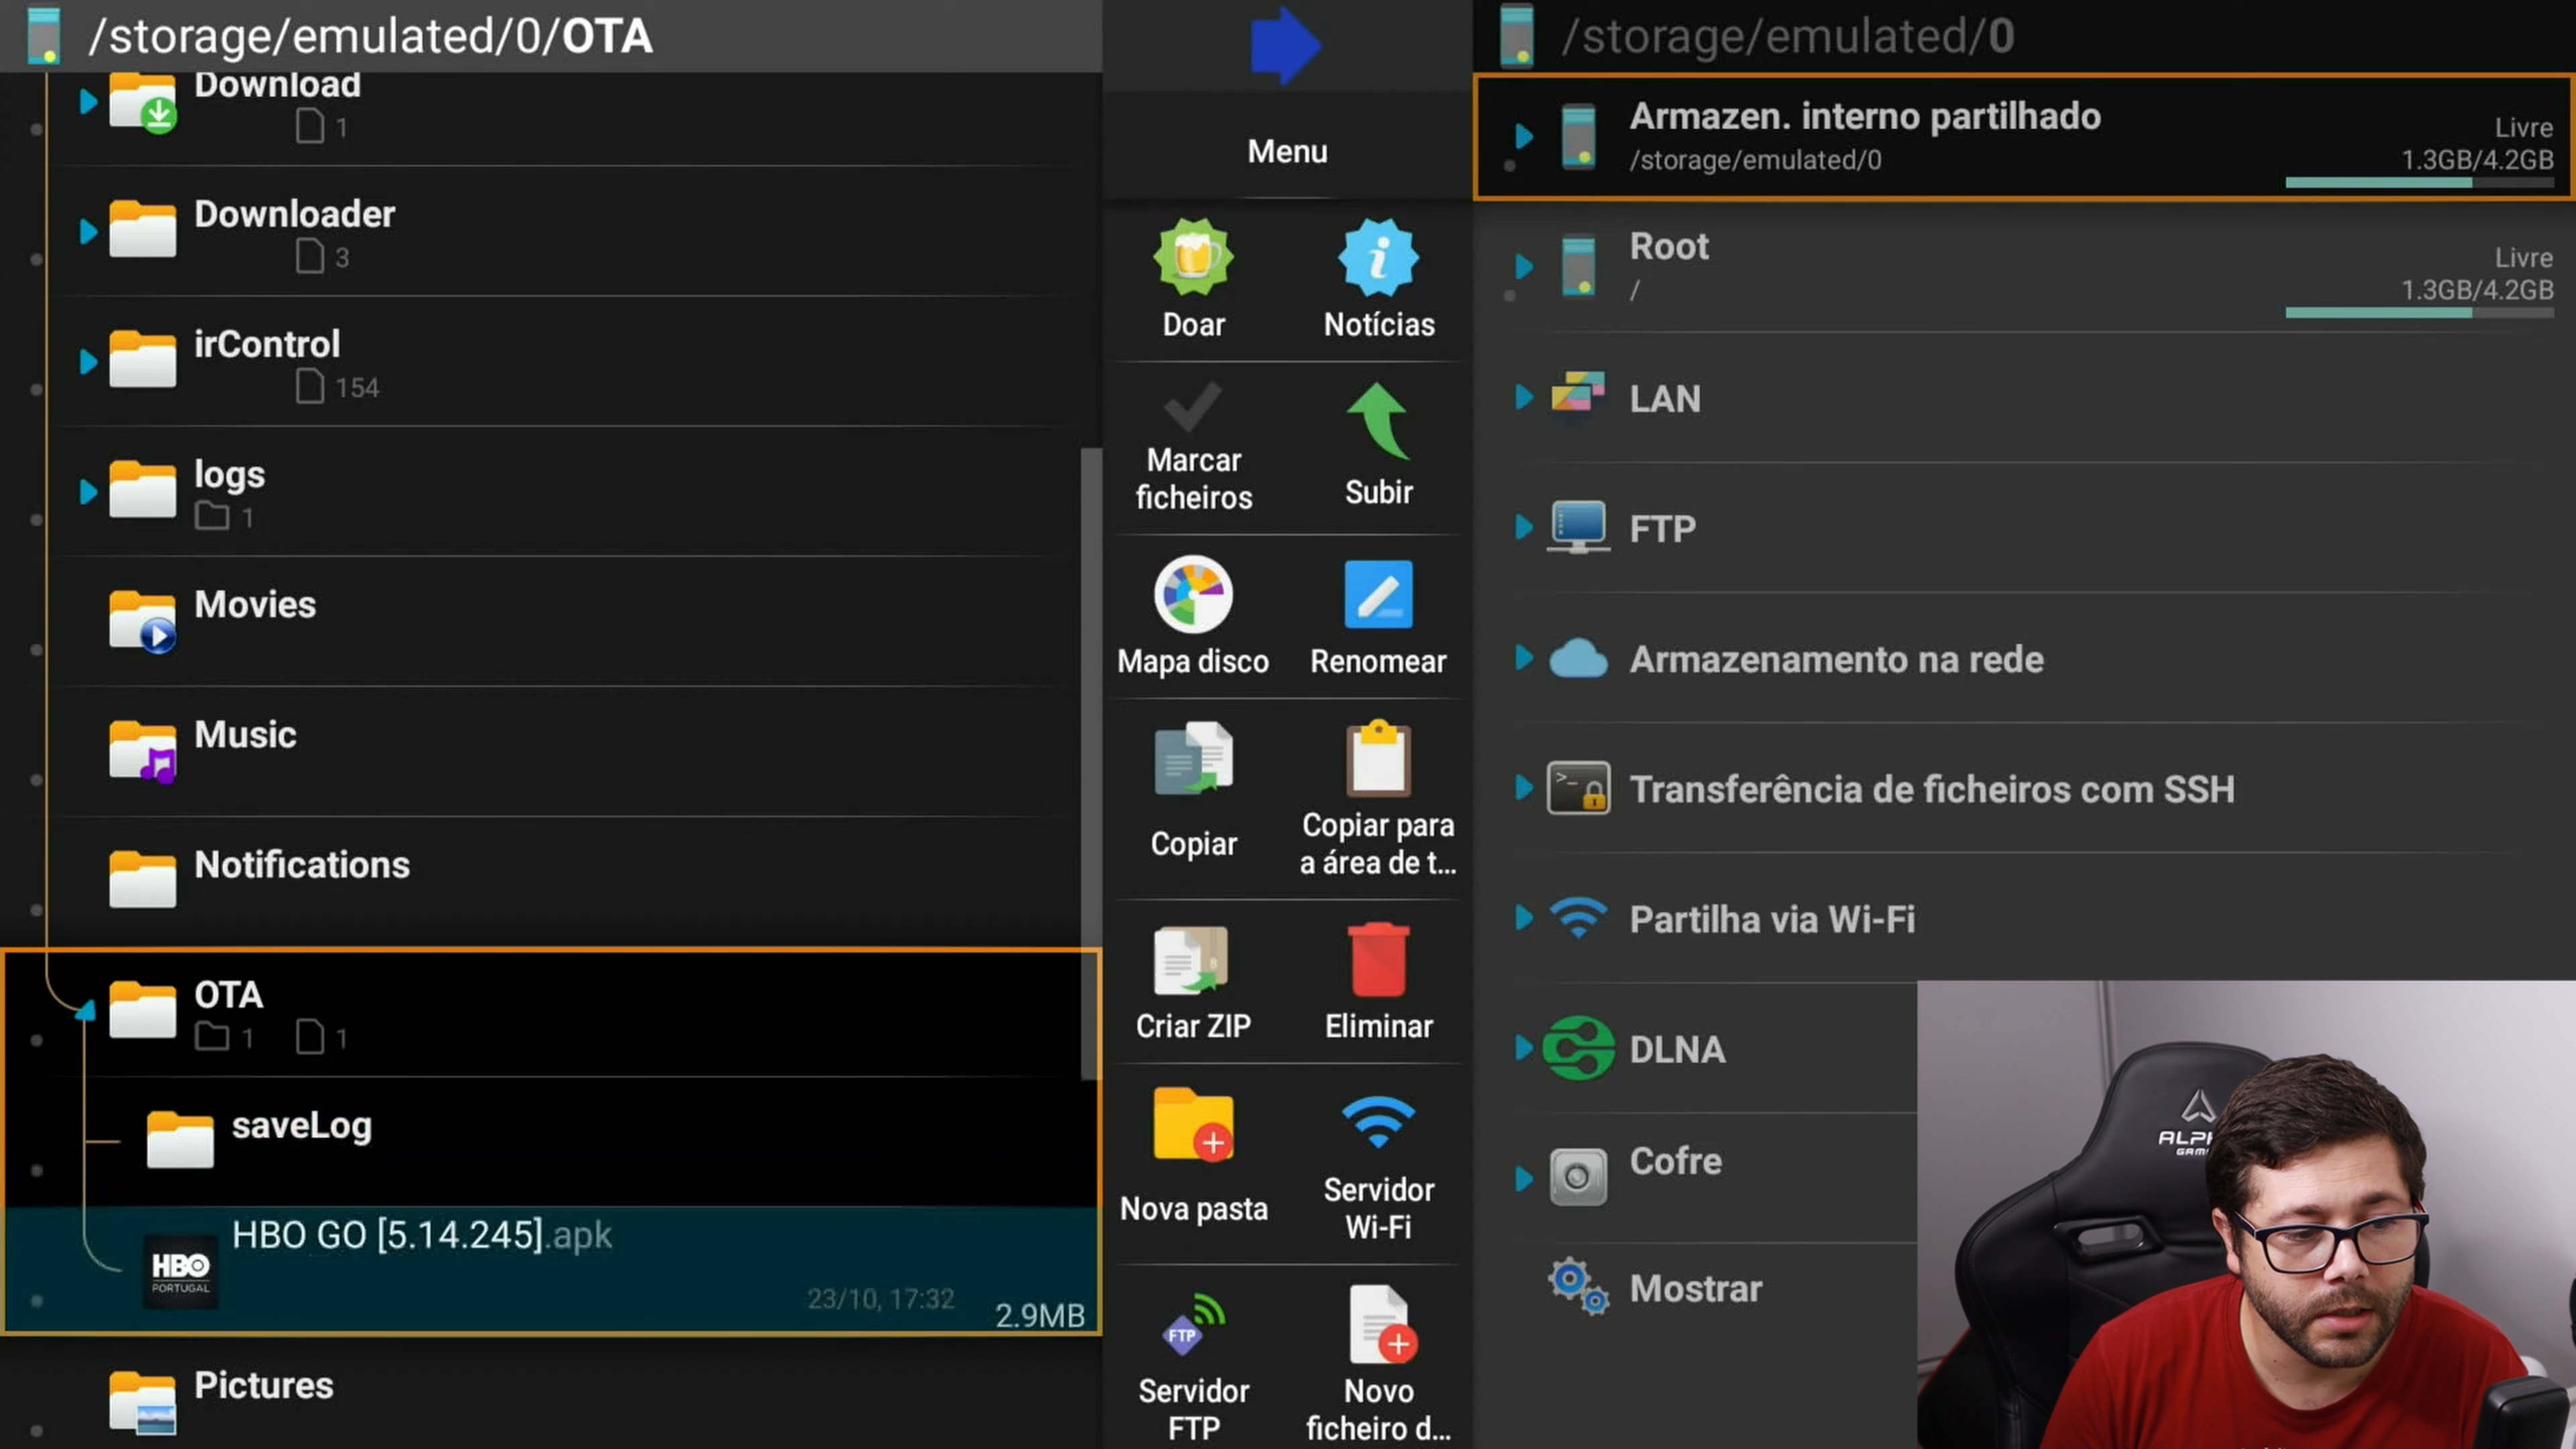 /storage/emulated/0/OTA
Download
1
Downloader
3
irControl
154
logs
1
Movies
Music
Notifications
OTA
1 1
saveLog
HBO GO [5.14.245].apk
HBO
PORTUGAL
23/10, 17:32
2.9MB
Pictures
Menu
Doar
Notícias
Marcar
ficheiros
Subir
Mapa disco
Renomear
Copiar
Copiar para
a área de t...
Criar ZIP
Eliminar
Nova pasta
Servidor
Wi-Fi
FTP
Servidor
FTP
Novo
ficheiro d...
/storage/emulated/0
Armazen. interno partilhado
/storage/emulated/0
Livre
1.3GB/4.2GB
Root
/
Livre
1.3GB/4.2GB
LAN
FTP
Armazenamento na rede
Transferência de ficheiros com SSH
Partilha via Wi-Fi
DLNA
Cofre
Mostrar